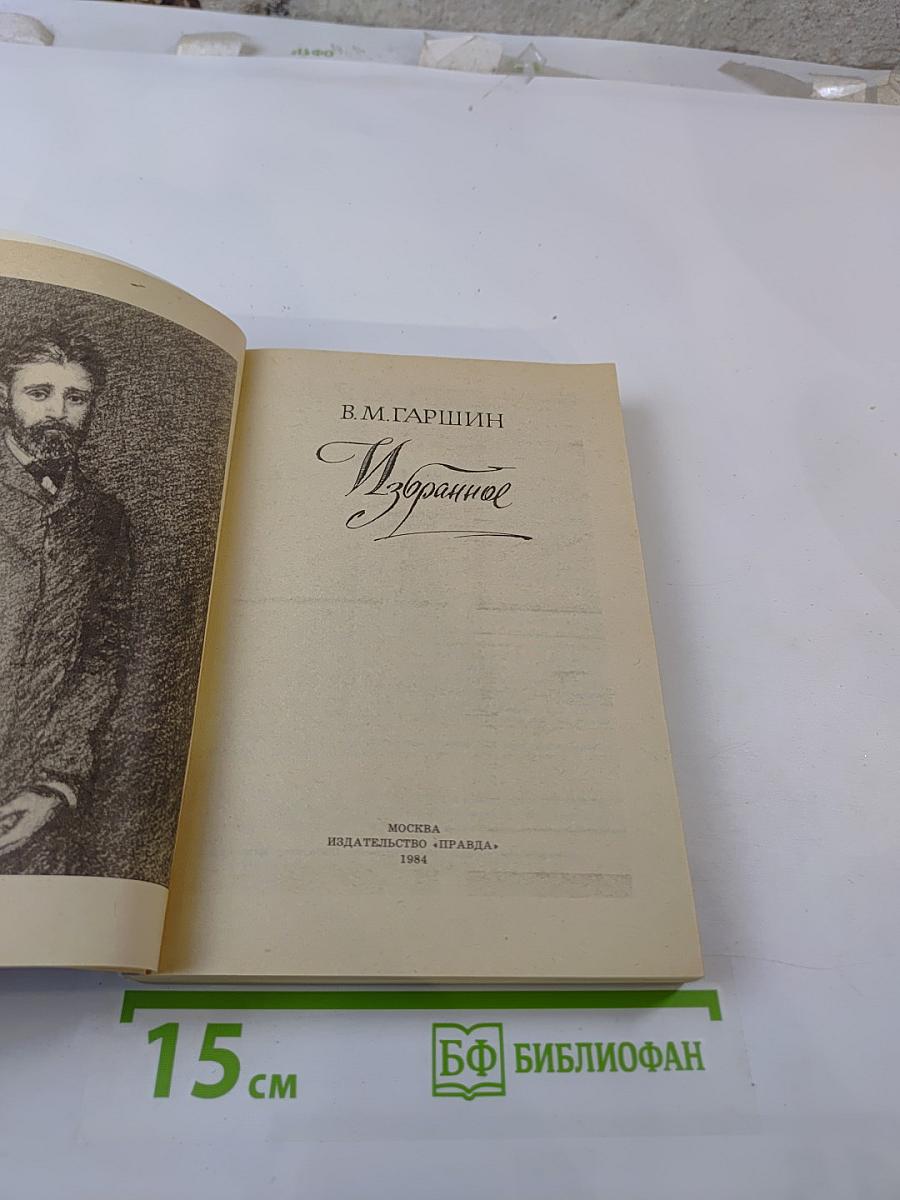 В. М. ГАРШИН
Избранное
МОСКВА
ИЗДАТЕЛЬСТВО «ПРАВДА»
1984
15 см
БФ БИБЛИОФАН